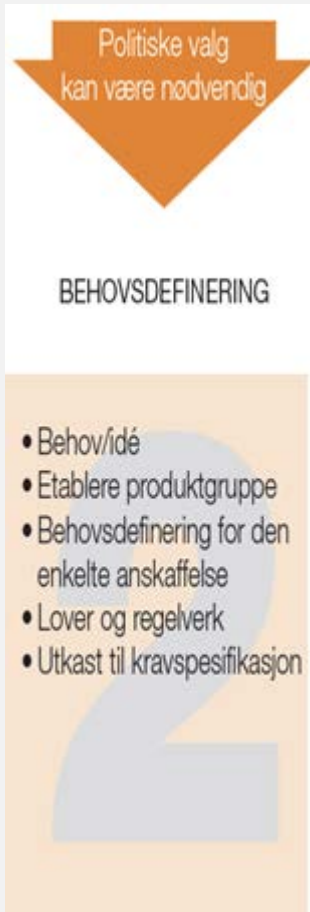 Politiske valg
kan være nødvendig
BEHOVSDEFINERING
2
• Behov/idé
• Etablere produktgruppe
• Behovsdefinering for den
enkelte anskaffelse
• Lover og regelverk
• Utkast til kravspesifikasjon